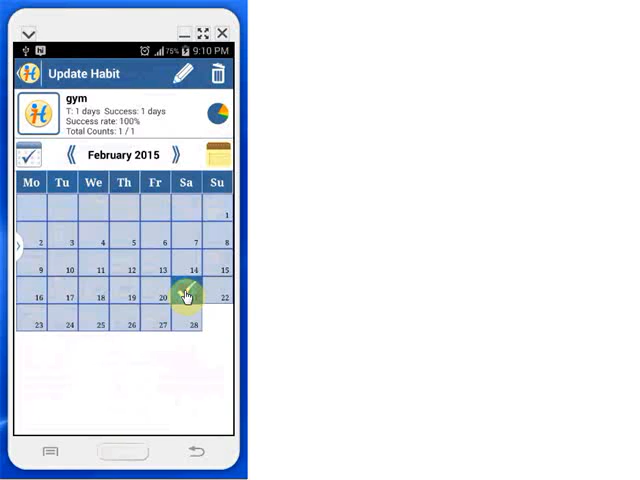 75% 9:10 PM
Update Habit
gym
T: 1 days Success: 1 days
Success rate: 100%
Total Counts: 1 / 1
February 2015
Mo Tu We Th Fr Sa Su
1
2 3 4 5 6 7 8
9 10 11 12 13 14 15
16 17 18 19 20 22
23 24 25 26 27 28